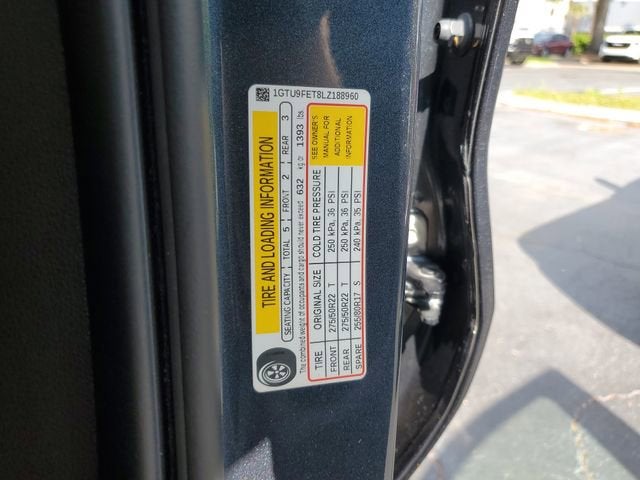 1GTU9FET8LZ188960
TIRE AND LOADING INFORMATION
SEATING CAPACITY TOTAL 5 FRONT 2 REAR 3
The combined weight of occupants and cargo should never exceed 632 kg or 1393 lbs.
TIRE ORIGINAL SIZE COLD TIRE PRESSURE
FRONT 275/50R22 T 250 kPa, 36 PSI
REAR 275/50R22 T 250 kPa, 36 PSI
SPARE 255/80R17 S 240 kPa, 35 PSI
SEE OWNER'S
MANUAL FOR
ADDITIONAL
INFORMATION